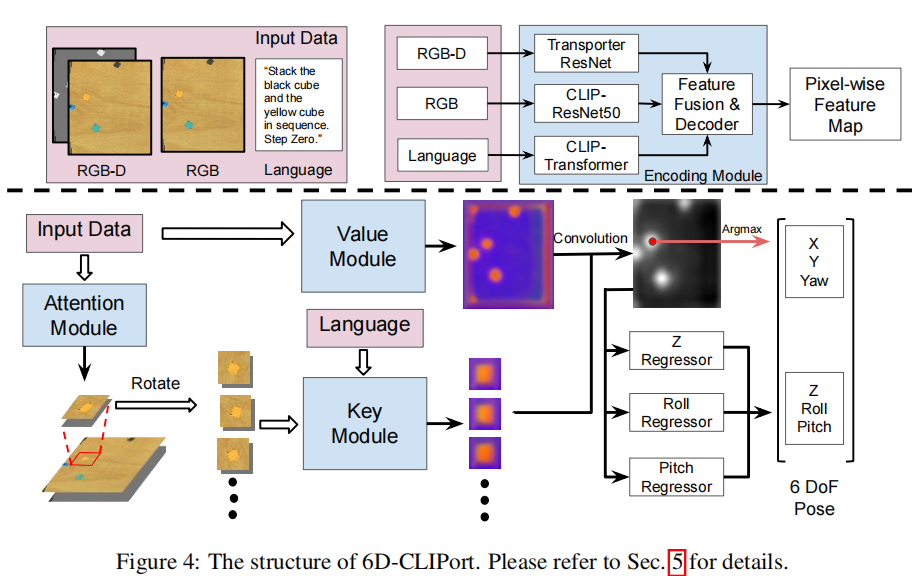 Input Data
"Stack the
black cube
and the
yellow cube
in sequence.
Step Zero."
RGB-D
RGB
Language
RGB-D
RGB
Language
Transporter
ResNet
CLIP-
ResNet50
CLIP-
Transformer
Feature
Fusion &
Decoder
Encoding Module
Pixel-wise
Feature
Map
Input Data
Attention
Module
Rotate
Value
Module
Language
Key
Module
Convolution
Argmax
X
Y
Yaw
Z
Regressor
Roll
Regressor
Pitch
Regressor
Z
Roll
Pitch
6 DoF
Pose
Figure 4: The structure of 6D-CLIPort. Please refer to Sec. 5 for details.